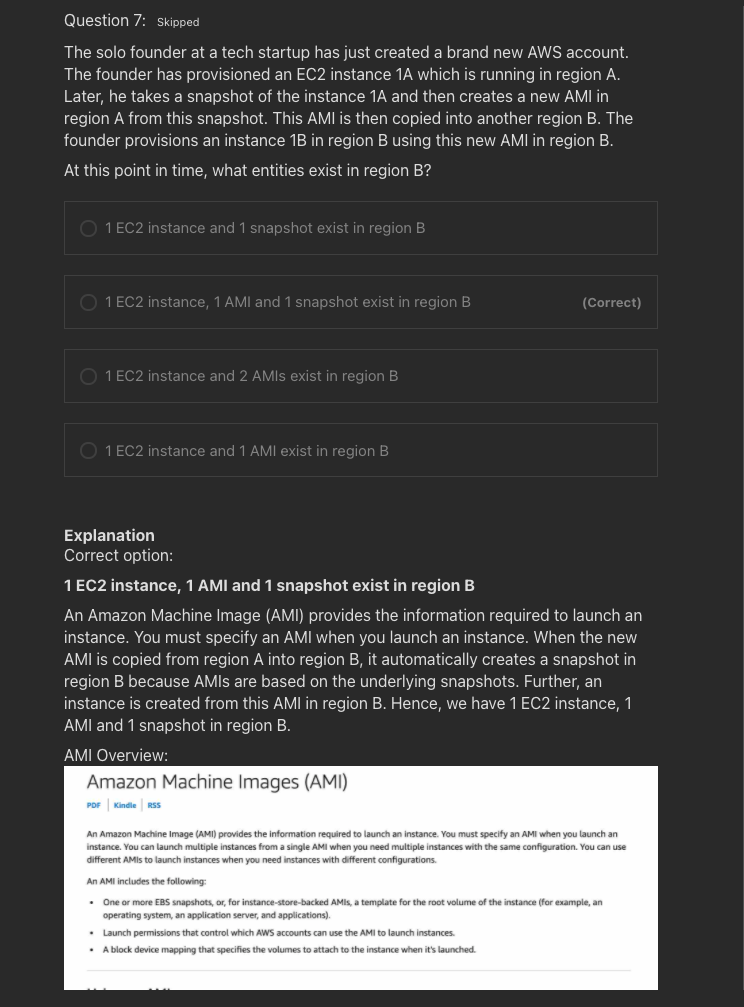 Question 7: Skipped
The solo founder at a tech startup has just created a brand new AWS account.
The founder has provisioned an EC2 instance 1A which is running in region A.
Later, he takes a snapshot of the instance 1A and then creates a new AMI in
region A from this snapshot. This AMI is then copied into another region B. The
founder provisions an instance 1B in region B using this new AMI in region B.
At this point in time, what entities exist in region B?
1 EC2 instance and 1 snapshot exist in region B
1 EC2 instance, 1 AMI and 1 snapshot exist in region B (Correct)
1 EC2 instance and 2 AMIs exist in region B
1 EC2 instance and 1 AMI exist in region B
Explanation
Correct option:
1 EC2 instance, 1 AMI and 1 snapshot exist in region B
An Amazon Machine Image (AMI) provides the information required to launch an
instance. You must specify an AMI when you launch an instance. When the new
AMI is copied from region A into region B, it automatically creates a snapshot in
region B because AMIs are based on the underlying snapshots. Further, an
instance is created from this AMI in region B. Hence, we have 1 EC2 instance, 1
AMI and 1 snapshot in region B.
AMI Overview:
Amazon Machine Images (AMI)
PDF | Kindle | RSS
An Amazon Machine Image (AMI) provides the information required to launch an instance. You must specify an AMI when you launch an
instance. You can launch multiple instances from a single AMI when you need multiple instances with the same configuration. You can use
different AMIs to launch instances when you need instances with different configurations.
An AMI includes the following:
• One or more EBS snapshots, or, for instance-store-backed AMIs, a template for the root volume of the instance (for example, an
operating system, an application server, and applications).
• Launch permissions that control which AWS accounts can use the AMI to launch instances.
• A block device mapping that specifies the volumes to attach to the instance when it's launched.